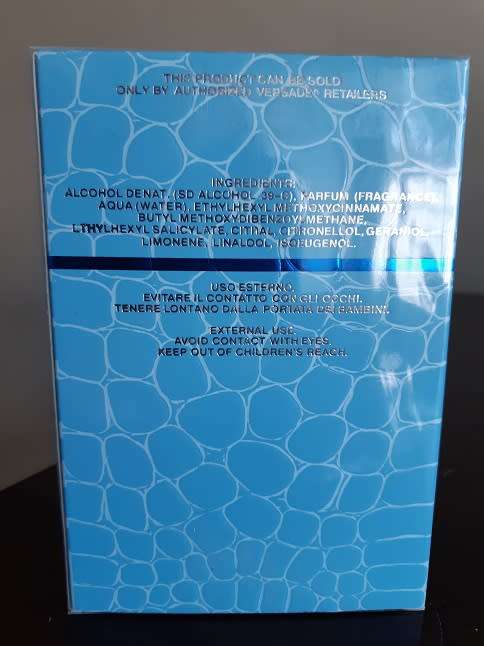 THIS PRODUCT CAN BE SOLD
ONLY BY AUTHORIZED VERSACE RETAILERS
INGREDIENTS:
ALCOHOL DENAT. (SD ALCOHOL 39-C), PARFUM (FRAGRANCE),
AQUA (WATER), ETHYLHEXYL METHOXYCINNAMATE,
BUTYL METHOXYDIBENZOYLMETHANE,
ETHYLHEXYL SALICYLATE, CITRAL, CITRONELLOL, GERANIOL,
LIMONENE, LINALOOL, ISOEUGENOL.
USO ESTERNO.
EVITARE IL CONTATTO CON GLI OCCHI.
TENERE LONTANO DALLA PORTATA DEI BAMBINI.
EXTERNAL USE.
AVOID CONTACT WITH EYES.
KEEP OUT OF CHILDREN'S REACH.